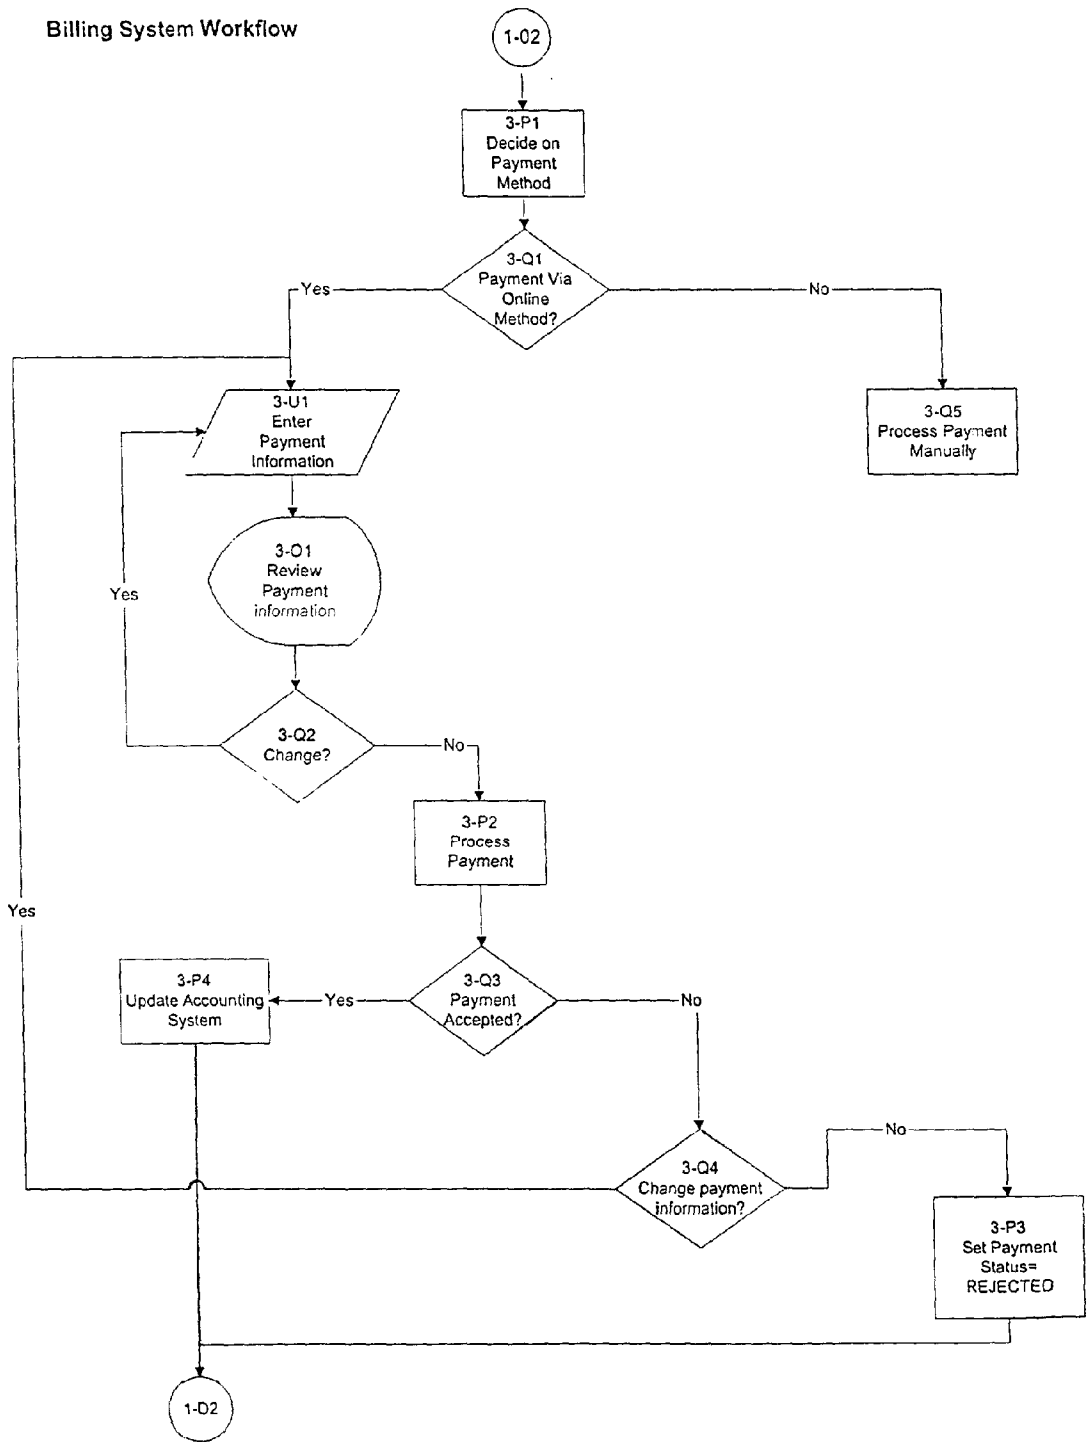 Billing System Workflow
1-02
3-P1
Decide on
Payment
Method
3-Q1
Payment Via
Online
Method?
Yes
No
3-U1
Enter
Payment
Information
3-Q5
Process Payment
Manually
3-O1
Review
Payment
information
Yes
3-Q2
Change?
No
3-P2
Process
Payment
Yes
3-P4
Update Accounting
System
Yes
3-Q3
Payment
Accepted?
No
3-Q4
Change payment
information?
No
3-P3
Set Payment
Status=
REJECTED
1-D2